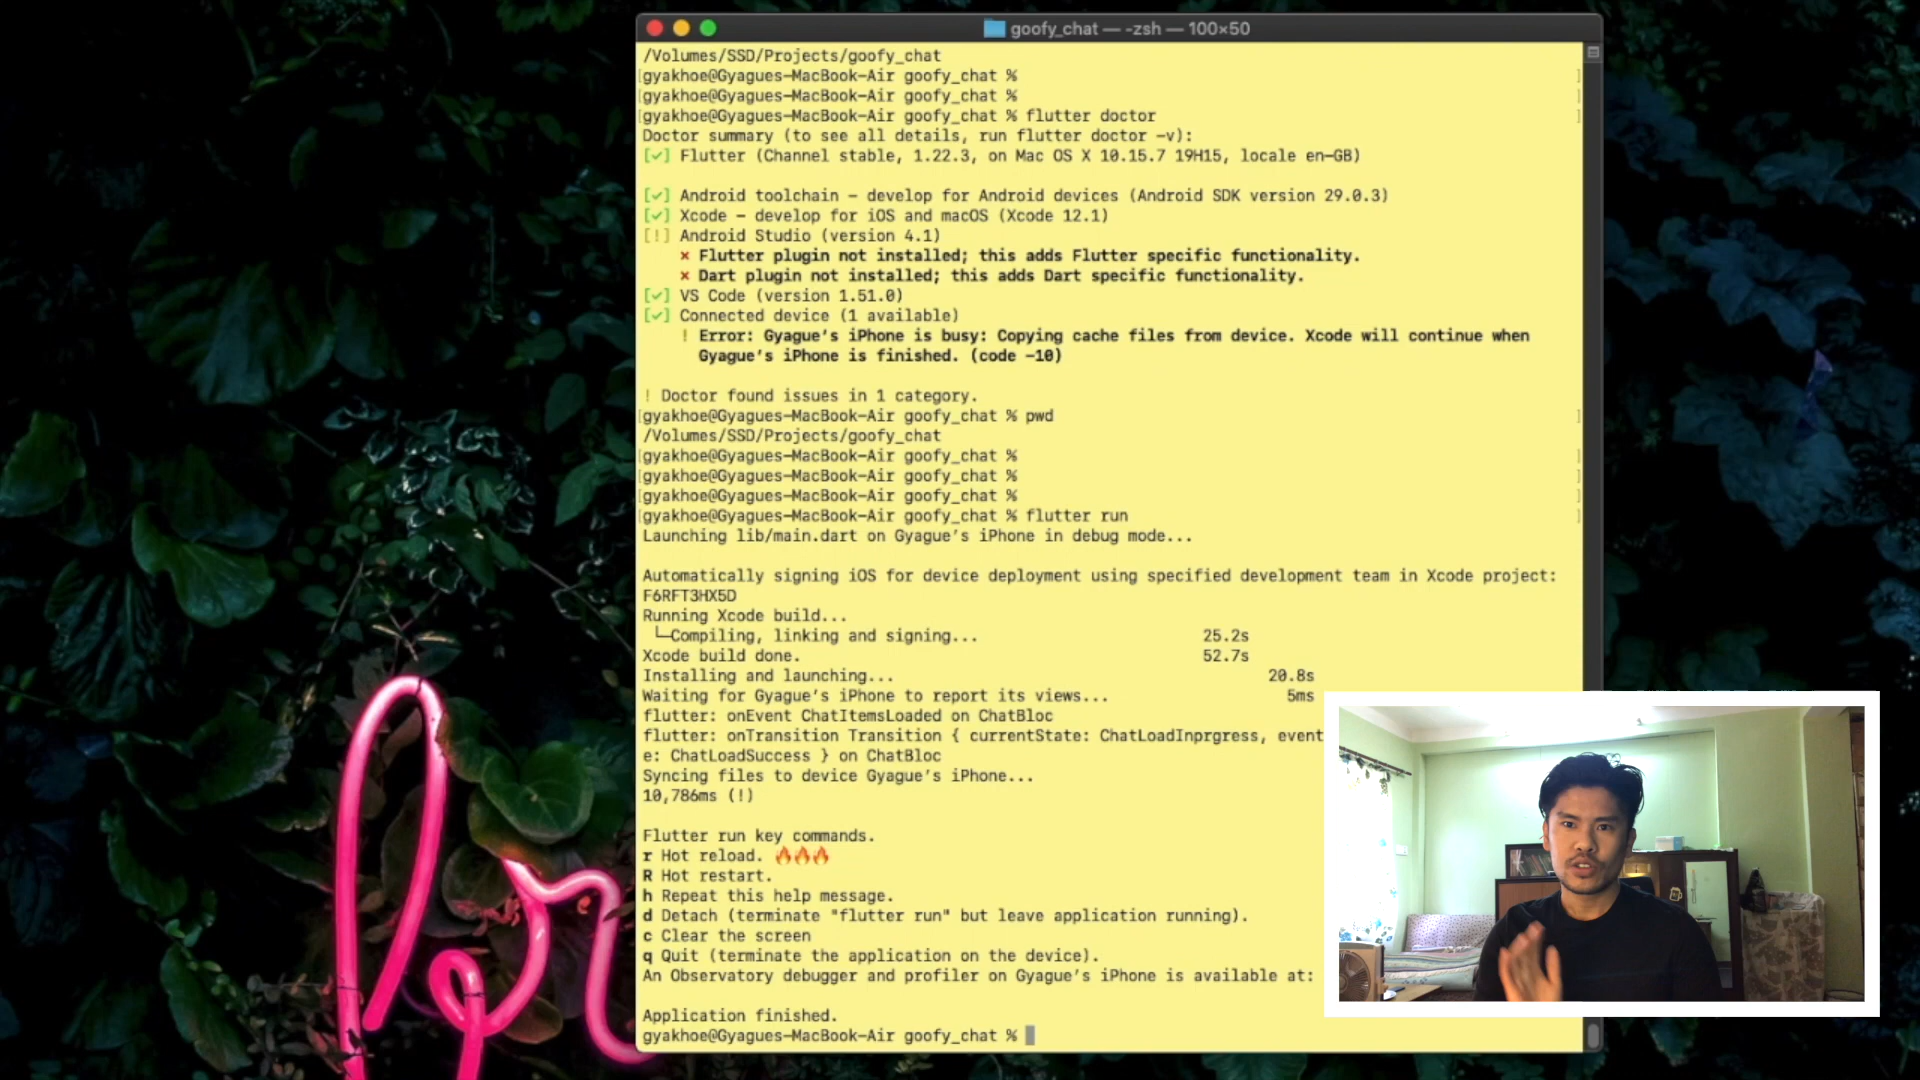 goofy_chat — -zsh — 100×50
/Volumes/SSD/Projects/goofy_chat
gyakhoe@Gyagues-MacBook-Air goofy_chat %
gyakhoe@Gyagues-MacBook-Air goofy_chat %
gyakhoe@Gyagues-MacBook-Air goofy_chat % flutter doctor
Doctor summary (to see all details, run flutter doctor -v):
[✓] Flutter (Channel stable, 1.22.3, on Mac OS X 10.15.7 19H15, locale en-GB)
[✓] Android toolchain - develop for Android devices (Android SDK version 29.0.3)
[✓] Xcode - develop for iOS and macOS (Xcode 12.1)
[!] Android Studio (version 4.1)
✗ Flutter plugin not installed; this adds Flutter specific functionality.
✗ Dart plugin not installed; this adds Dart specific functionality.
[✓] VS Code (version 1.51.0)
[✓] Connected device (1 available)
! Error: Gyague's iPhone is busy: Copying cache files from device. Xcode will continue when
Gyague's iPhone is finished. (code -10)
! Doctor found issues in 1 category.
gyakhoe@Gyagues-MacBook-Air goofy_chat % pwd
/Volumes/SSD/Projects/goofy_chat
gyakhoe@Gyagues-MacBook-Air goofy_chat %
gyakhoe@Gyagues-MacBook-Air goofy_chat %
gyakhoe@Gyagues-MacBook-Air goofy_chat %
gyakhoe@Gyagues-MacBook-Air goofy_chat % flutter run
Launching lib/main.dart on Gyague's iPhone in debug mode...
Automatically signing iOS for device deployment using specified development team in Xcode project:
F6RFT3HX5D
Running Xcode build...
└─Compiling, linking and signing... 25.2s
Xcode build done. 52.7s
Installing and launching... 20.8s
Waiting for Gyague's iPhone to report its views... 5ms
flutter: onEvent ChatItemsLoaded on ChatBloc
flutter: onTransition Transition { currentState: ChatLoadInprgress, event
e: ChatLoadSuccess } on ChatBloc
Syncing files to device Gyague's iPhone...
10,786ms (!)
Flutter run key commands.
r Hot reload. 🔥🔥🔥
R Hot restart.
h Repeat this help message.
d Detach (terminate "flutter run" but leave application running).
c Clear the screen
q Quit (terminate the application on the device).
An Observatory debugger and profiler on Gyague's iPhone is available at:
Application finished.
gyakhoe@Gyagues-MacBook-Air goofy_chat %